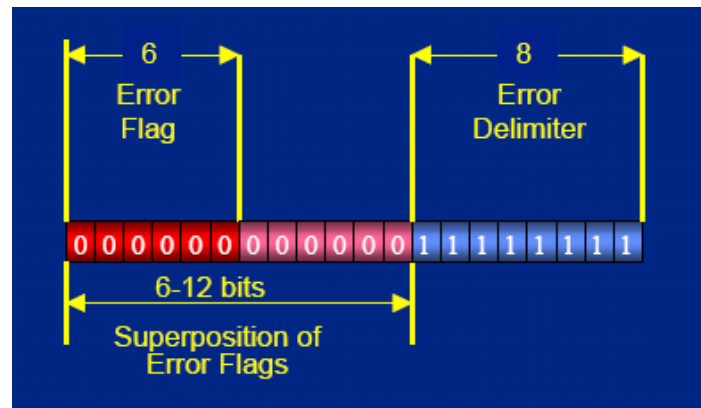 6
8
Error
Flag
Error
Delimiter
0 0 0 0 0 0 0 0 0 0 0 0 1 1 1 1 1 1 1 1
6-12 bits
Superposition of
Error Flags